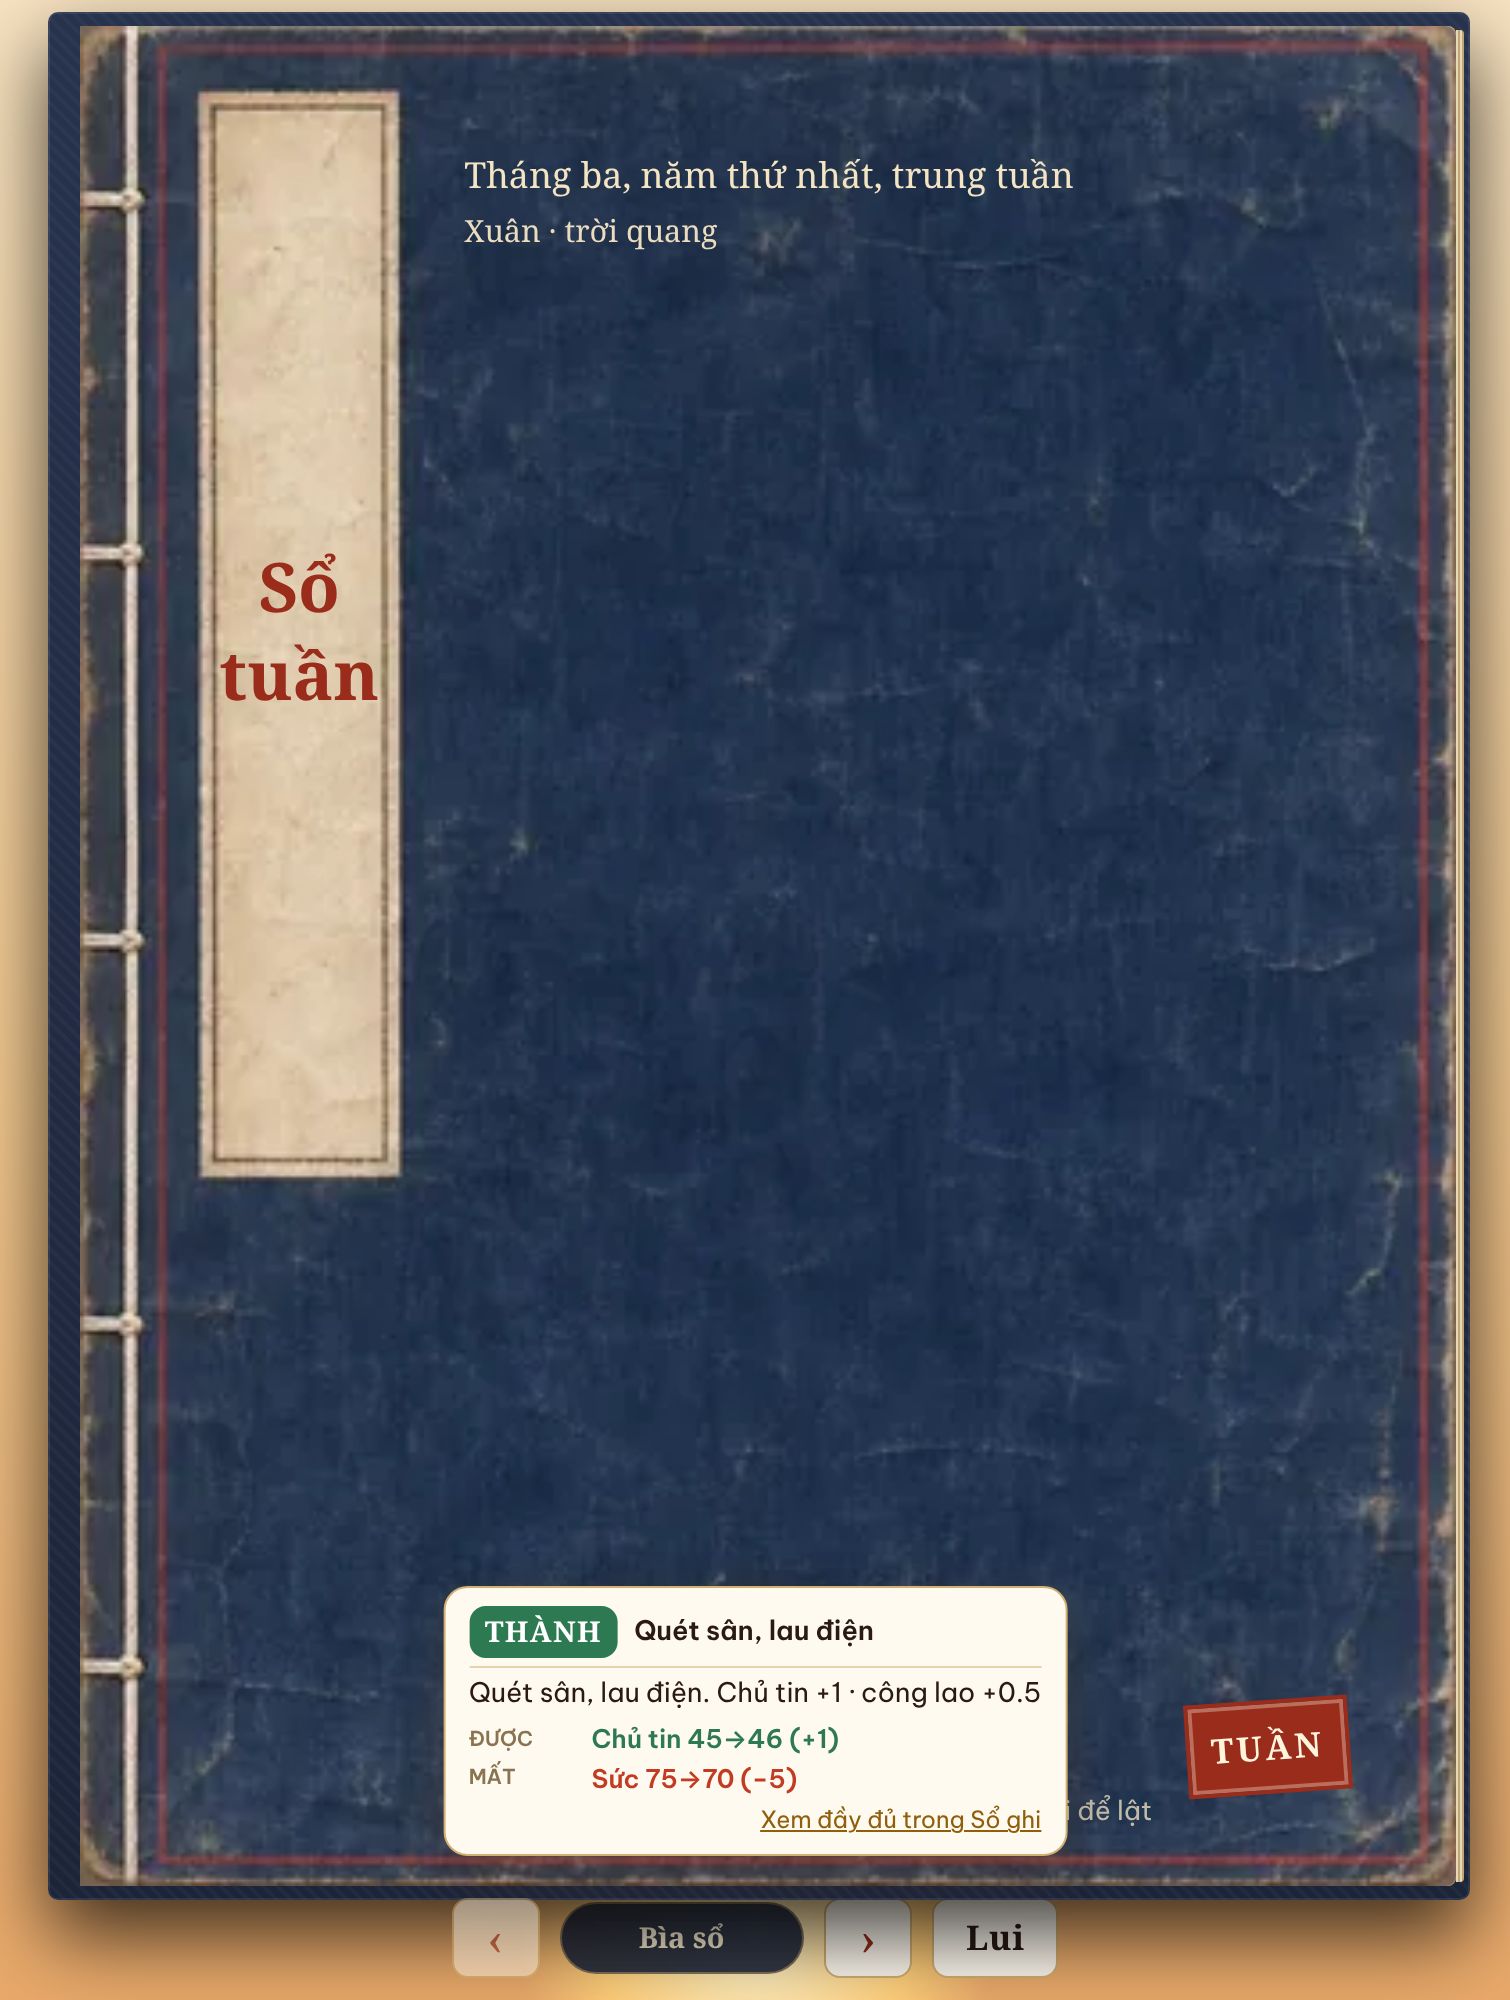 Tháng ba, năm thứ nhất, trung tuần
Xuân · trời quang
Sổ
tuần
THÀNH Quét sân, lau điện
Quét sân, lau điện. Chủ tin +1 · công lao +0.5
ĐƯỢC Chủ tin 45→46 (+1)
MẤT Sức 75→70 (−5)
Xem đầy đủ trong Sổ ghi
để lật
TUẦN
‹ Bìa sổ › Lui